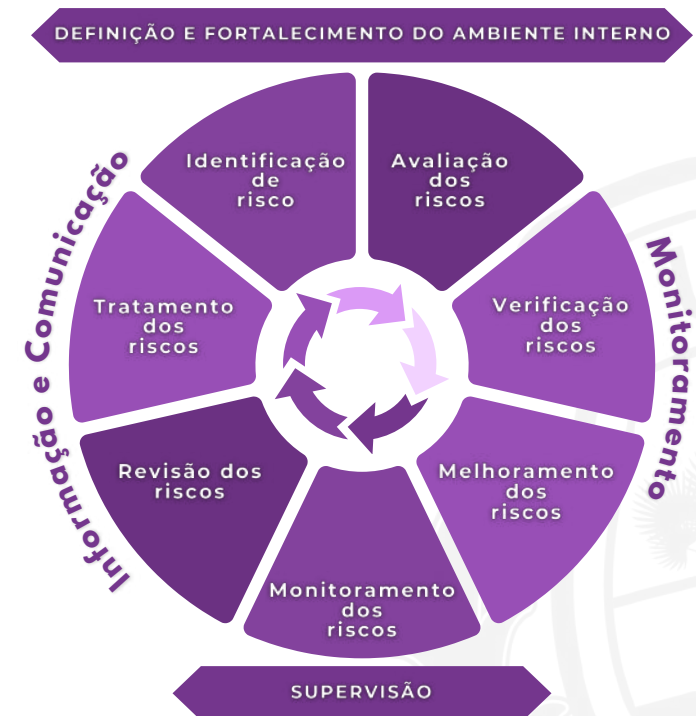 DEFINIÇÃO E FORTALECIMENTO DO AMBIENTE INTERNO
Identificação
de
risco
Avaliação
dos
riscos
Verificação
dos
riscos
Melhoramento
dos
riscos
Monitoramento
dos
riscos
Revisão dos
riscos
Tratamento
dos
riscos
Informação e Comunicação
Monitoramento
SUPERVISÃO